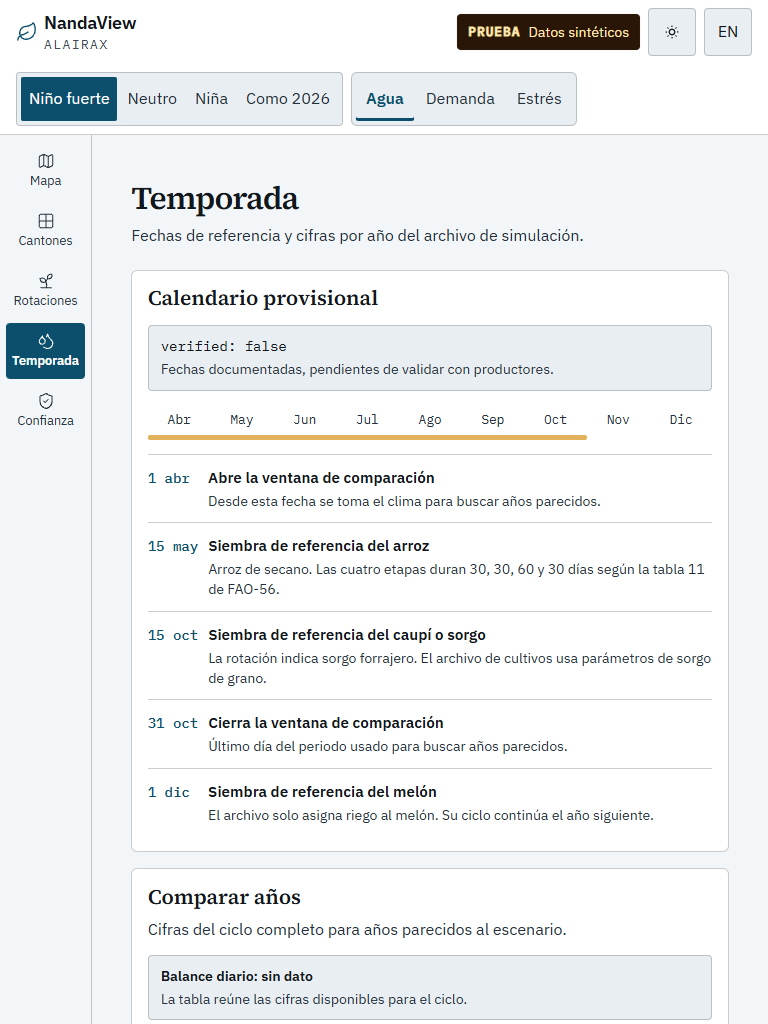 NandaView
ALAIRAX
PRUEBA Datos sintéticos
EN
Niño fuerte
Neutro
Niña
Como 2026
Agua
Demanda
Estrés
Mapa
Cantones
Rotaciones
Temporada
Confianza
Temporada
Fechas de referencia y cifras por año del archivo de simulación.
Calendario provisional
verified: false
Fechas documentadas, pendientes de validar con productores.
Abr May Jun Jul Ago Sep Oct Nov Dic
1 abr Abre la ventana de comparación
Desde esta fecha se toma el clima para buscar años parecidos.
15 may Siembra de referencia del arroz
Arroz de secano. Las cuatro etapas duran 30, 30, 60 y 30 días según la tabla 11
de FAO-56.
15 oct Siembra de referencia del caupí o sorgo
La rotación indica sorgo forrajero. El archivo de cultivos usa parámetros de sorgo
de grano.
31 oct Cierra la ventana de comparación
Último día del periodo usado para buscar años parecidos.
1 dic Siembra de referencia del melón
El archivo solo asigna riego al melón. Su ciclo continúa el año siguiente.
Comparar años
Cifras del ciclo completo para años parecidos al escenario.
Balance diario: sin dato
La tabla reúne las cifras disponibles para el ciclo.